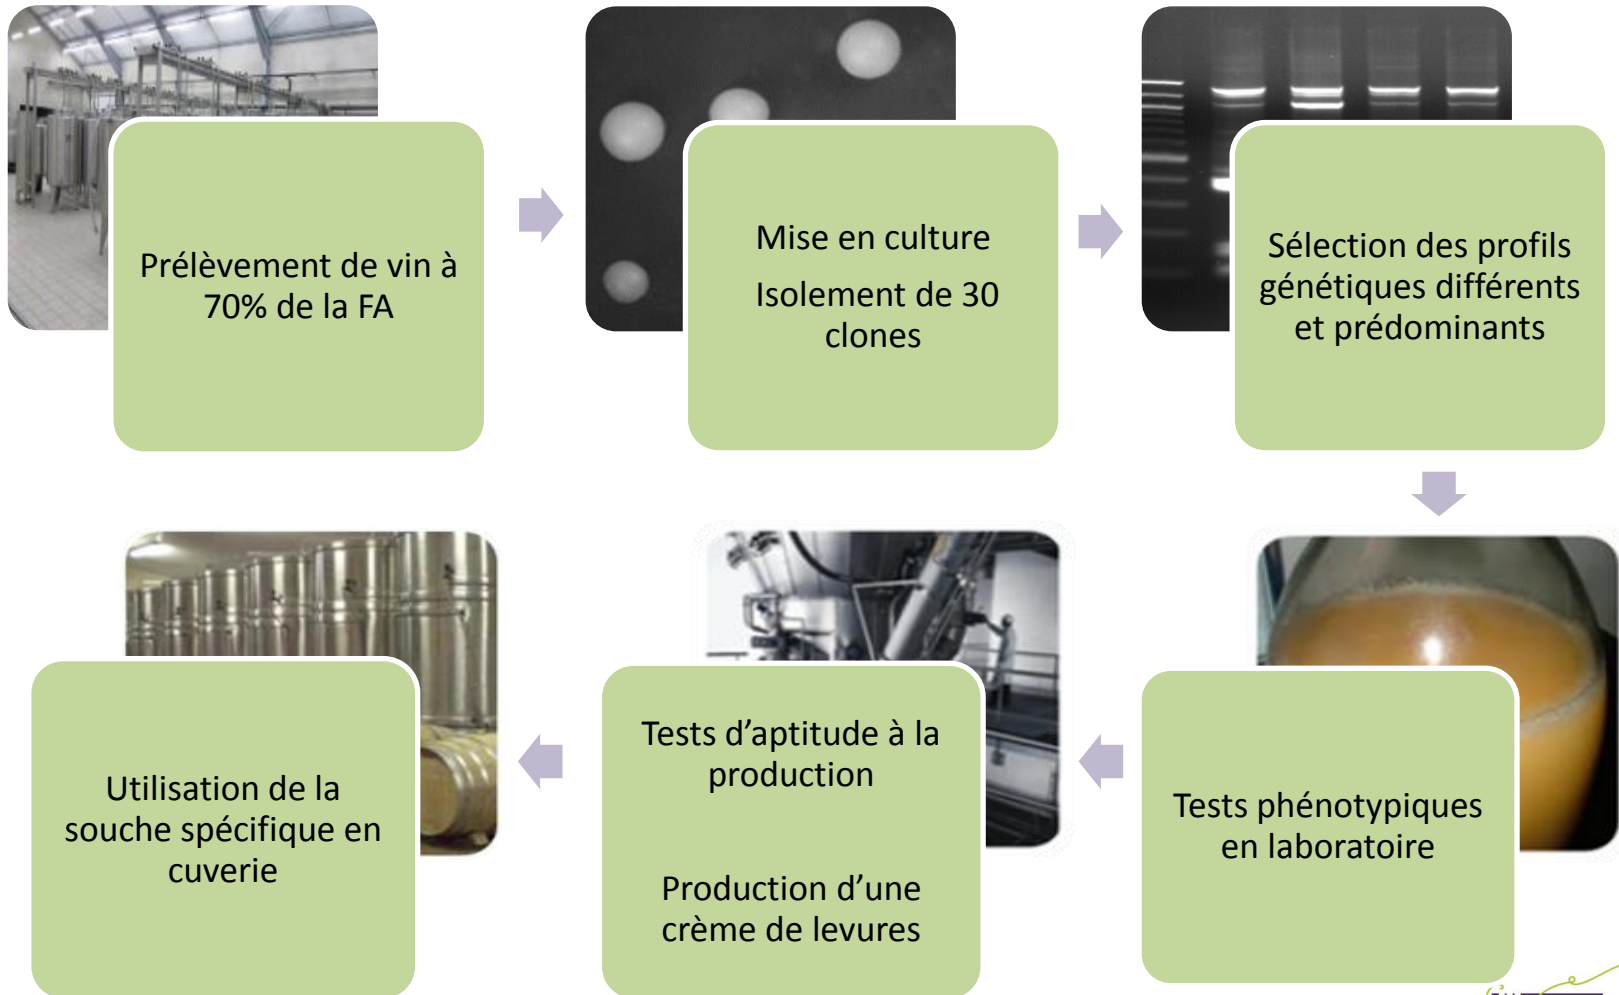 Prélèvement de vin à
70% de la FA
Mise en culture
Isolement de 30
clones
Sélection des profils
génétiques différents
et prédominants
Tests phénotypiques
en laboratoire
Tests d’aptitude à la
production
Production d’une
crème de levures
Utilisation de la
souche spécifique en
cuverie